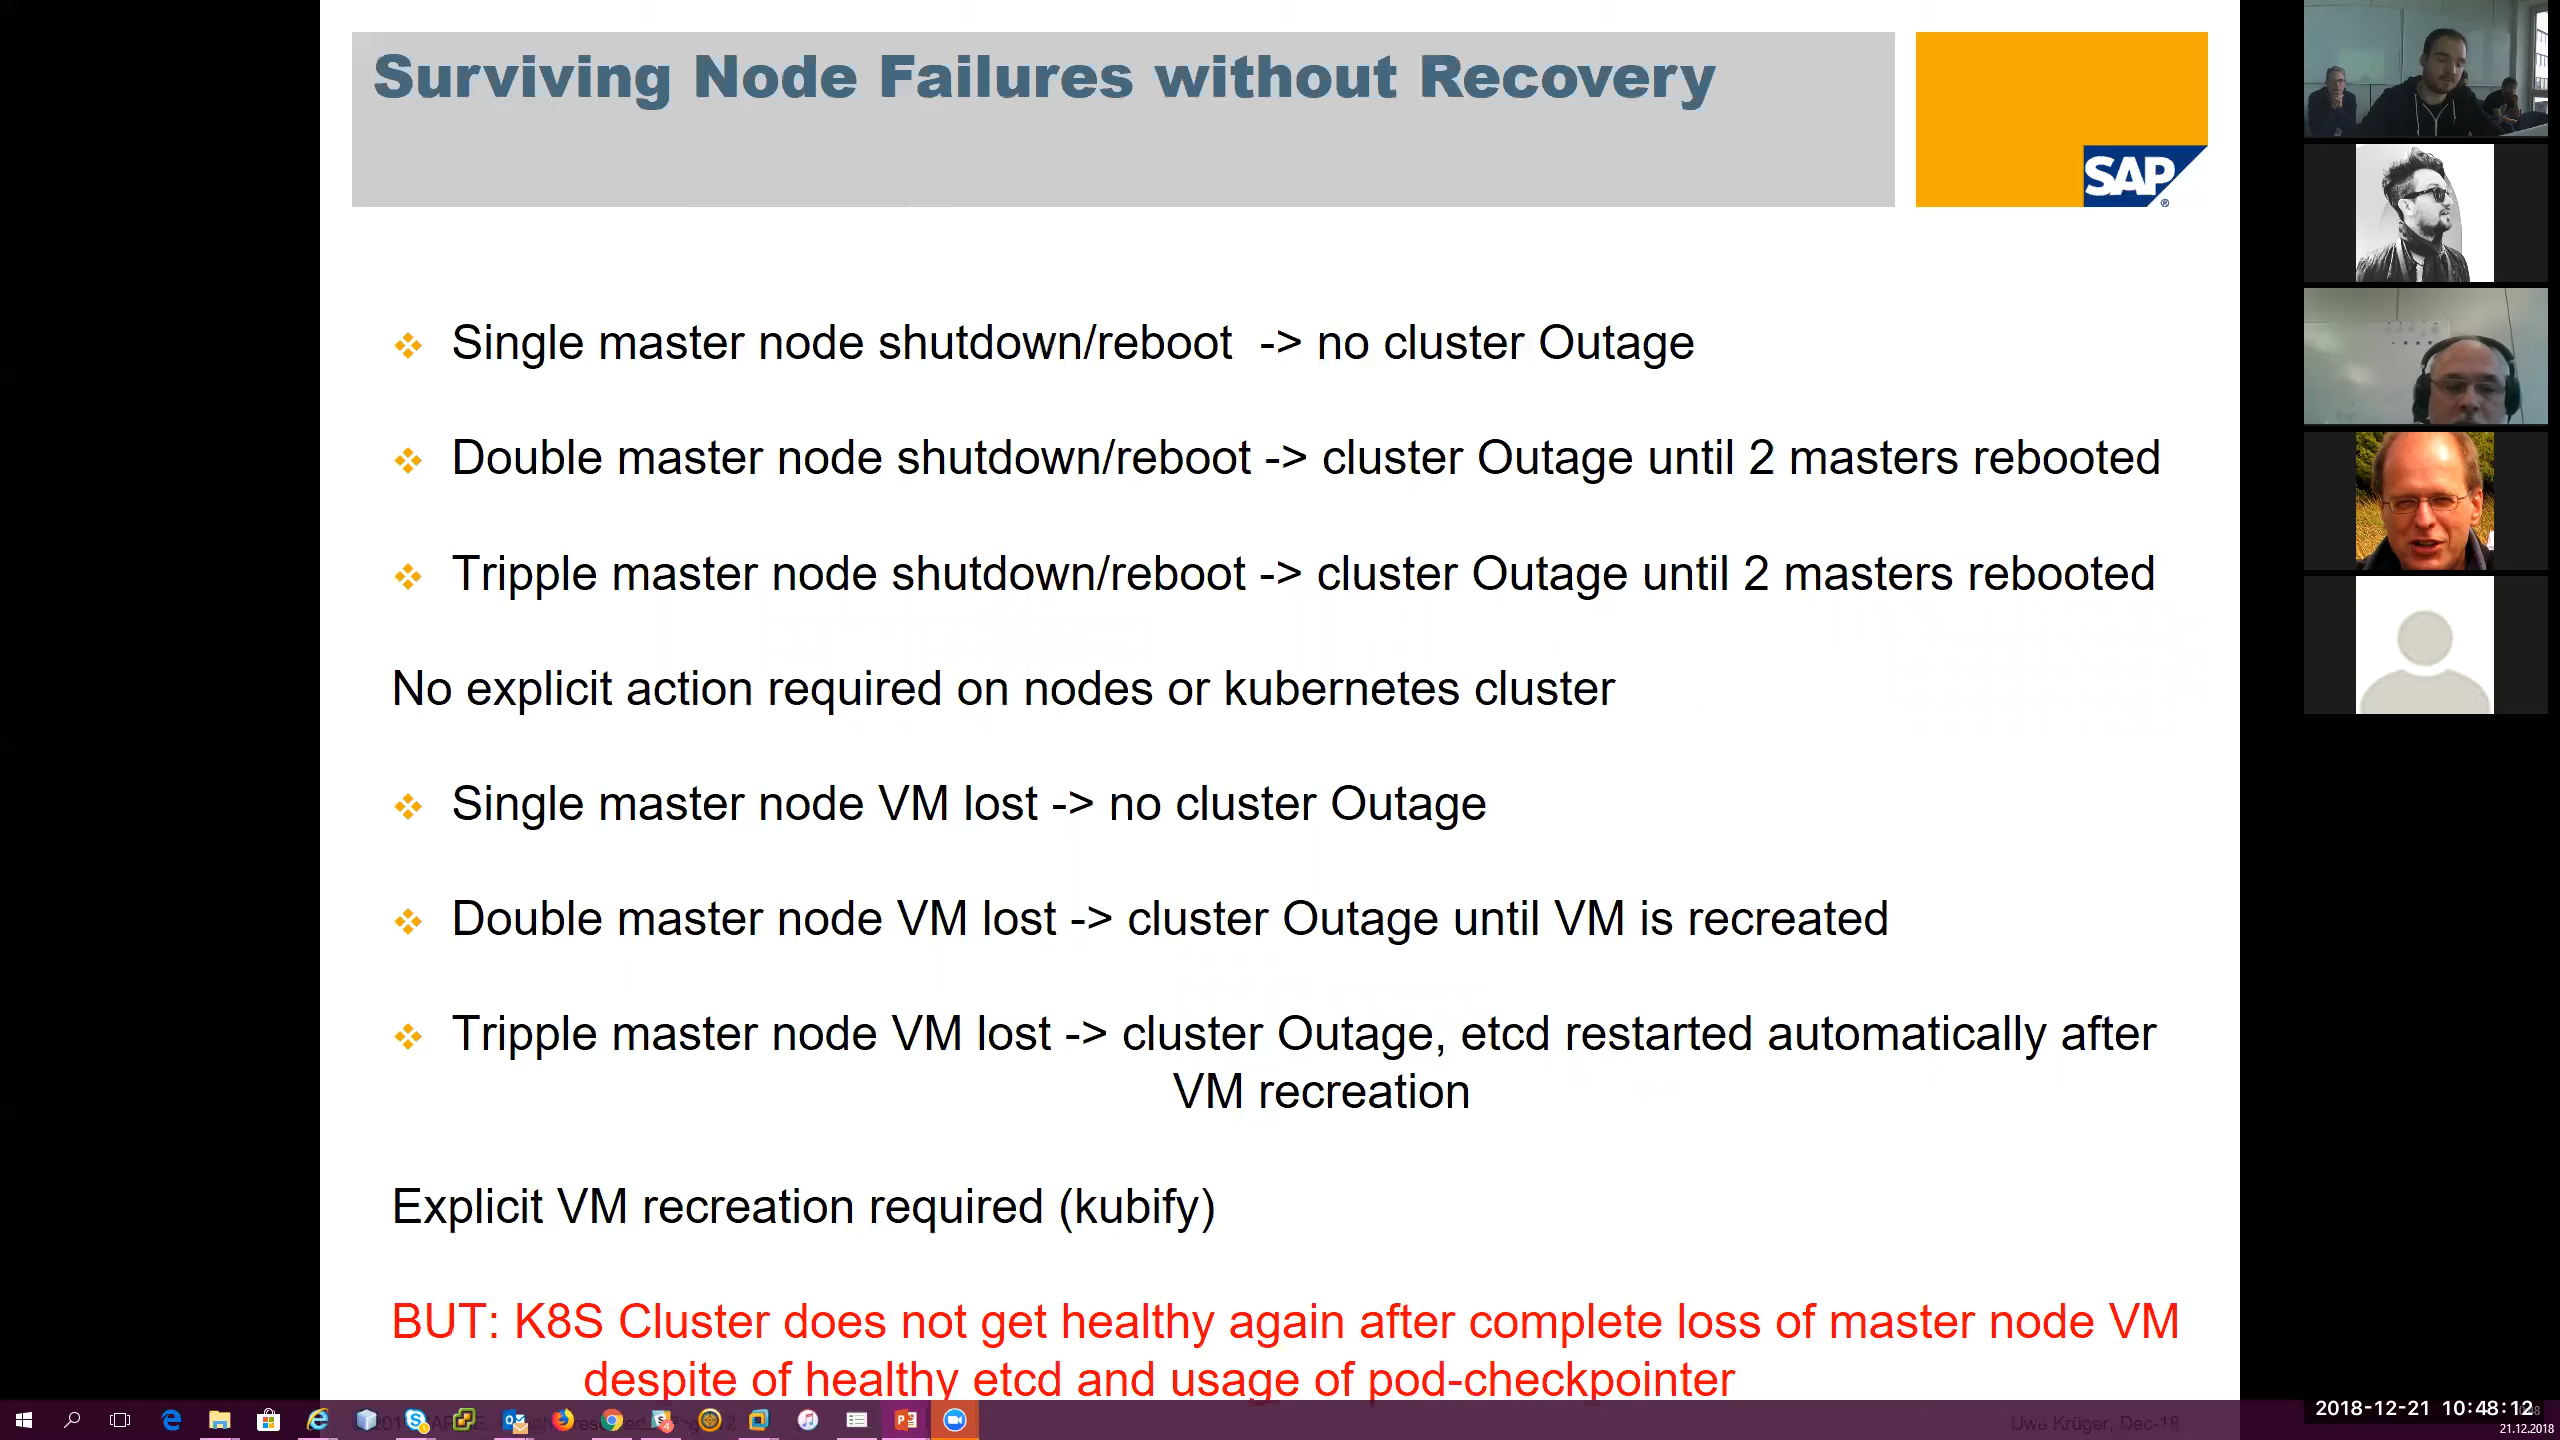 Surviving Node Failures without Recovery
SAP
®
Single master node shutdown/reboot -> no cluster Outage
Double master node shutdown/reboot -> cluster Outage until 2 masters rebooted
Tripple master node shutdown/reboot -> cluster Outage until 2 masters rebooted
No explicit action required on nodes or kubernetes cluster
Single master node VM lost -> no cluster Outage
Double master node VM lost -> cluster Outage until VM is recreated
Tripple master node VM lost -> cluster Outage, etcd restarted automatically after
VM recreation
Explicit VM recreation required (kubify)
BUT: K8S Cluster does not get healthy again after complete loss of master node VM
despite of healthy etcd and usage of pod-checkpointer
Uwe Krüger, Dec-18
2018-12-21 10:48:12
21.12.2018